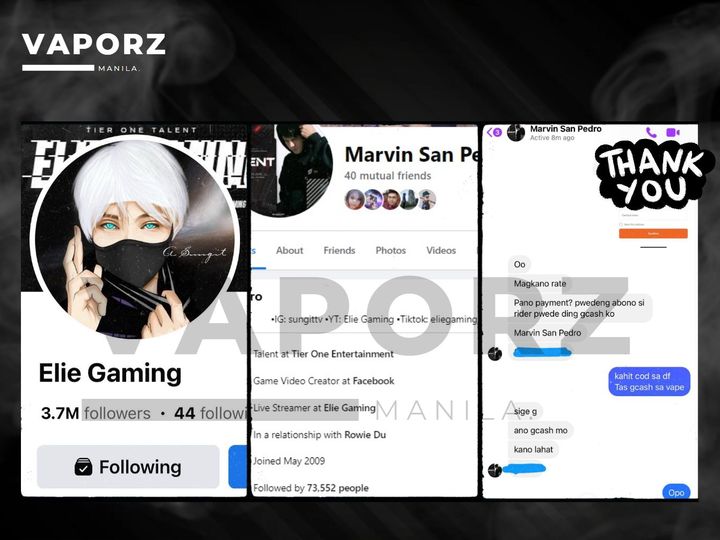 VAPORZ
MANILA.
TIER ONE TALENT
A Sungit
Elie Gaming
3.7M followers • 44 followi
Following
ENT
Marvin San Pe
40 mutual friends
s
About
Friends
Photos
Videos
ro
•IG: sungittv •YT: Elie Gaming •Tiktok: eliegaming
Talent at Tier One Entertainment
Game Video Creator at Facebook
Live Streamer at Elie Gaming
In a relationship with Rowie Du
Joined May 2009
Followed by 73,552 people
3
Marvin San Pedro
Active 8m ago
THANK
YOU
Oo
Magkano rate
Pano payment? pwedeng abono si
rider pwede ding gcash ko
Marvin San Pedro
kahit cod sa df
Tas gcash sa vape
sige g
ano gcash mo
kano lahat
Opo
VAPORZ
MANILA.